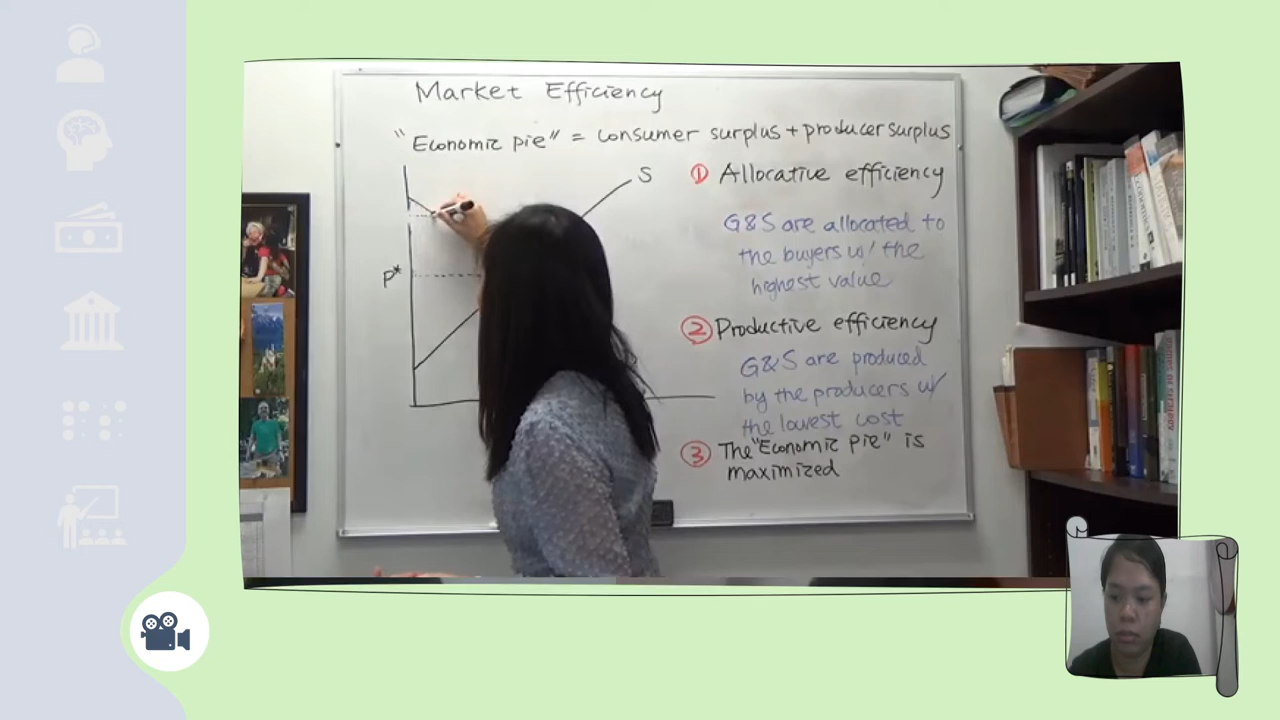 Market Efficiency
"Economic pie" = consumer surplus + producer surplus
S
① Allocative efficiency
G&S are allocated to
the buyers w/ the
highest value
P*
② Productive efficiency
G&S are produced
by the producers w/
the lowest cost
③ The "Economic pie" is
maximized